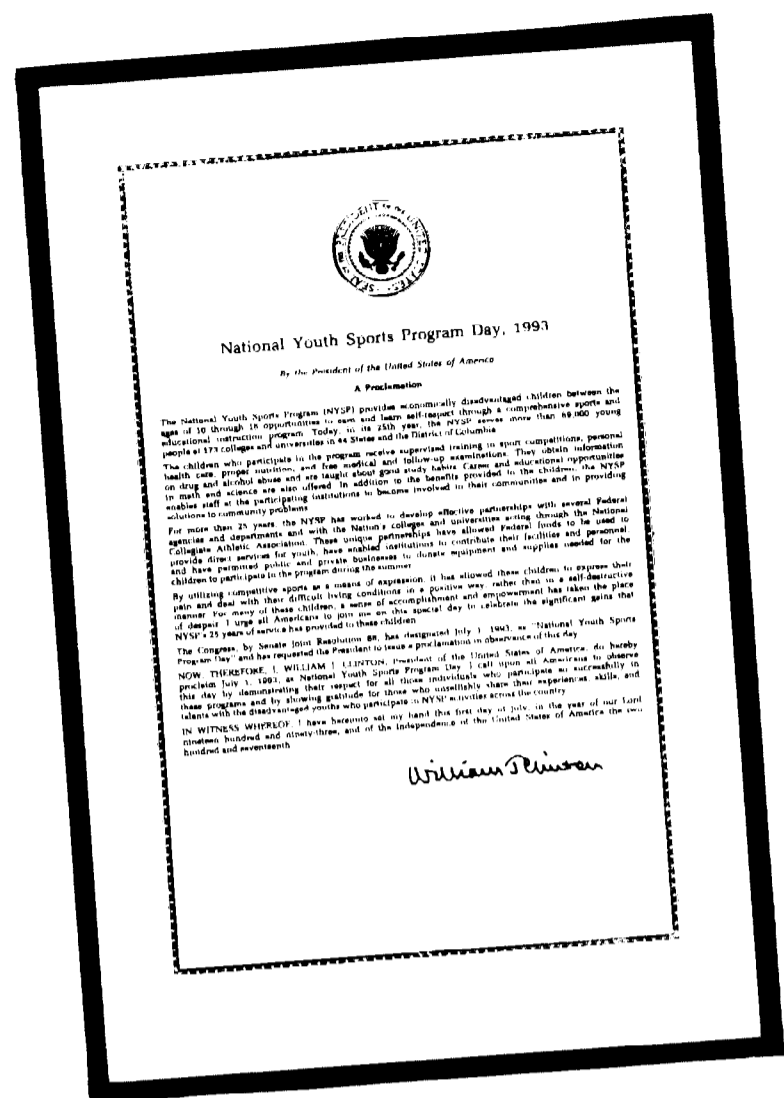 SEAL OF THE PRESIDENT OF THE UNITED STATES
National Youth Sports Program Day, 1993
By the President of the United States of America
A Proclamation
The National Youth Sports Program (NYSP) provides economically disadvantaged children between the
ages of 10 through 16 opportunities to earn and learn self-respect through a comprehensive sports and
educational instruction program. Today, in its 25th year, the NYSP serves more than 69,000 young
people at 173 colleges and universities in 44 States and the District of Columbia
The children who participate in the program receive supervised training in sport competitions, personal
health care, proper nutrition, and free medical and follow-up examinations. They obtain information
on drug and alcohol abuse and are taught about good study habits Career and educational opportunities
in math and science are also offered. In addition to the benefits provided to the children, the NYSP
enables staff at the participating institutions to become involved in their communities and in providing
solutions to community problems
For more than 25 years, the NYSP has worked to develop effective partnerships with several Federal
agencies and departments and with the Nation's colleges and universities acting through the National
Collegiate Athletic Association. These unique partnerships have allowed Federal funds to be used to
provide direct services for youth, have enabled institutions to contribute their facilities and personnel
and have permitted public and private businesses to donate equipment and supplies needed for the
children to participate in the program during the summer
By utilizing competitive sports as a means of expression, it has allowed these children to express their
pain and deal with their difficult living conditions in a positive way, rather than in a self-destructive
manner For many of these children, a sense of accomplishment and empowerment has taken the place
of despair I urge all Americans to join me on this special day to celebrate the significant gains that
NYSP's 25 years of service has provided to these children
The Congress, by Senate Joint Resolution 88, has designated July 1, 1993, as "National Youth Sports
Program Day" and has requested the President to issue a proclamation in observance of this day
NOW, THEREFORE, I, WILLIAM J. CLINTON, President of the United States of America, do hereby
proclaim July 1, 1993, as National Youth Sports Program Day I call upon all Americans to observe
this day by demonstrating their respect for all those individuals who participate so successfully in
these programs and by showing gratitude for those who unselfishly share their experiences, skills, and
talents with the disadvantaged youths who participate in NYSP activities across the country
IN WITNESS WHEREOF, I have hereunto set my hand this first day of July, in the year of our Lord
nineteen hundred and ninety-three, and of the Independence of the United States of America the two
hundred and seventeenth
William J Clinton